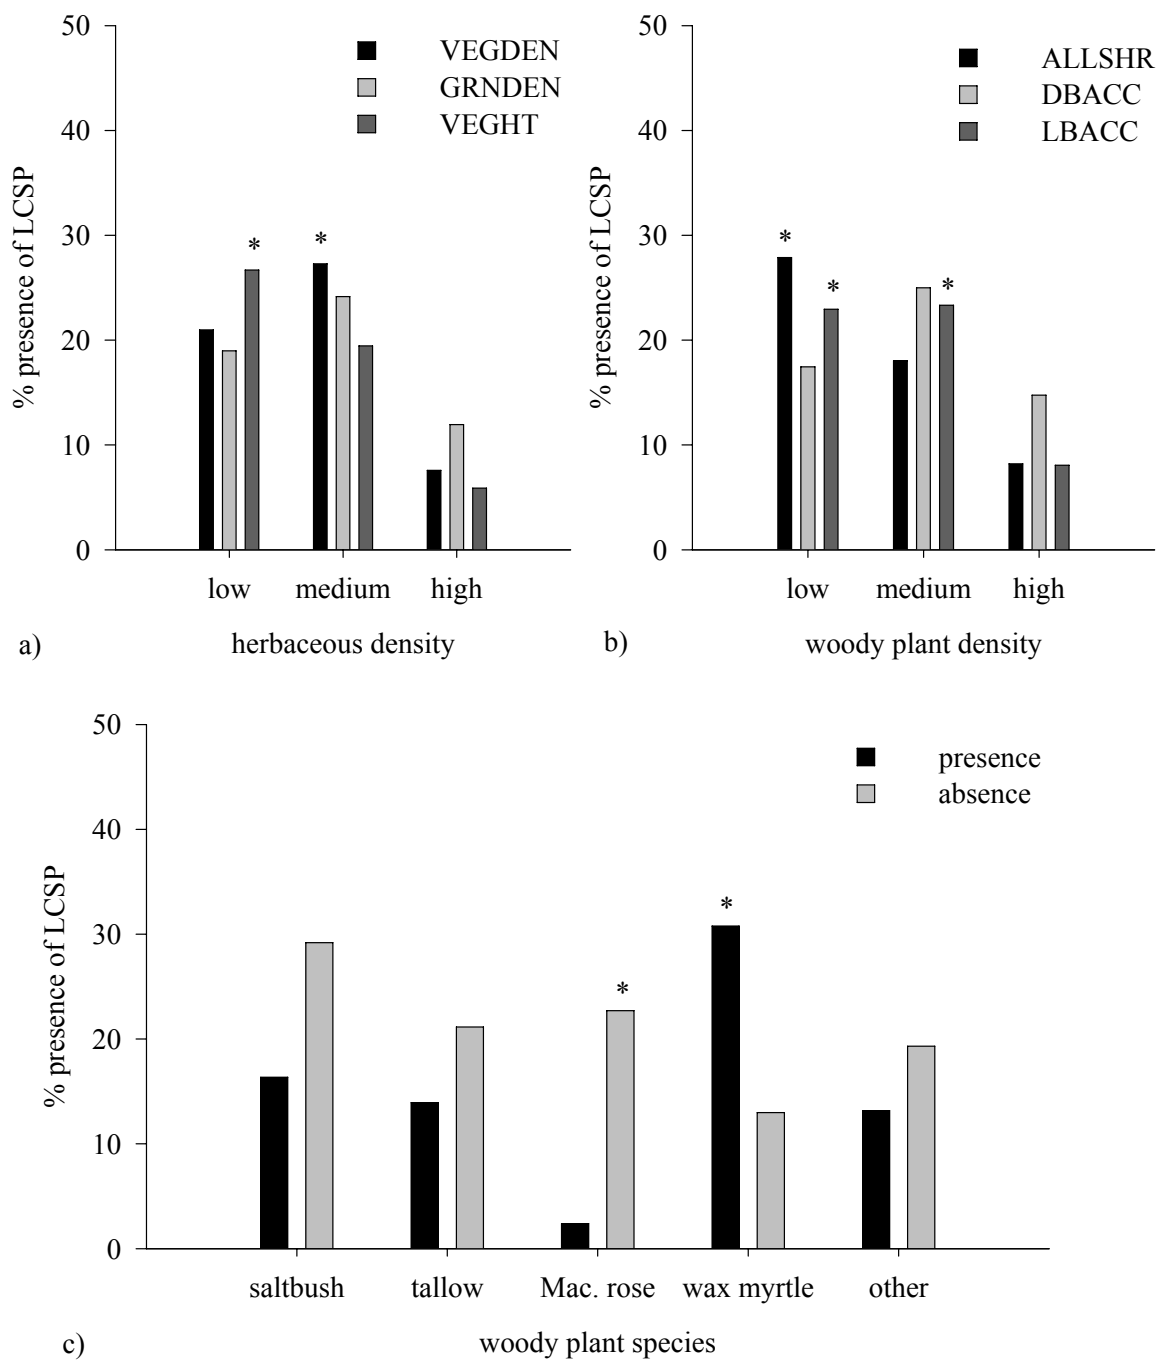 50
40
30
20
10
0
% presence of LCSP
VEGDEN
GRNDEN
VEGHT
* *
low medium high
herbaceous density
a)
50
40
30
20
10
0
% presence of LCSP
ALLSHR
DBACC
LBACC
* * *
low medium high
woody plant density
b)
50
40
30
20
10
0
% presence of LCSP
presence
absence
* *
saltbush tallow Mac. rose wax myrtle other
woody plant species
c)